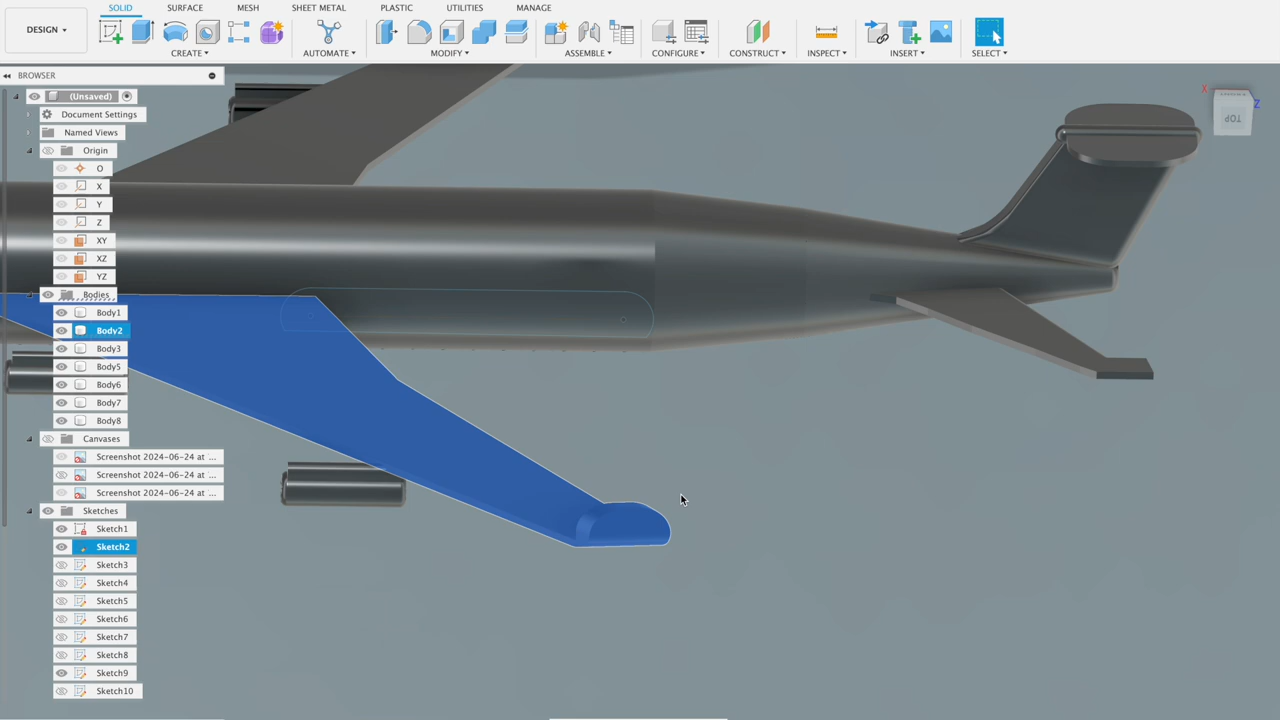 SOLID SURFACE MESH SHEET METAL PLASTIC UTILITIES MANAGE
DESIGN
CREATE AUTOMATE MODIFY ASSEMBLE CONFIGURE CONSTRUCT INSPECT INSERT SELECT
BROWSER
(Unsaved)
Document Settings
Named Views
Origin
O
X
Y
Z
XY
XZ
YZ
Bodies
Body1
Body2
Body3
Body5
Body6
Body7
Body8
Canvases
Screenshot 2024-06-24 at ...
Screenshot 2024-06-24 at ...
Screenshot 2024-06-24 at ...
Sketches
Sketch1
Sketch2
Sketch3
Sketch4
Sketch5
Sketch6
Sketch7
Sketch8
Sketch9
Sketch10
X
Z
TOP